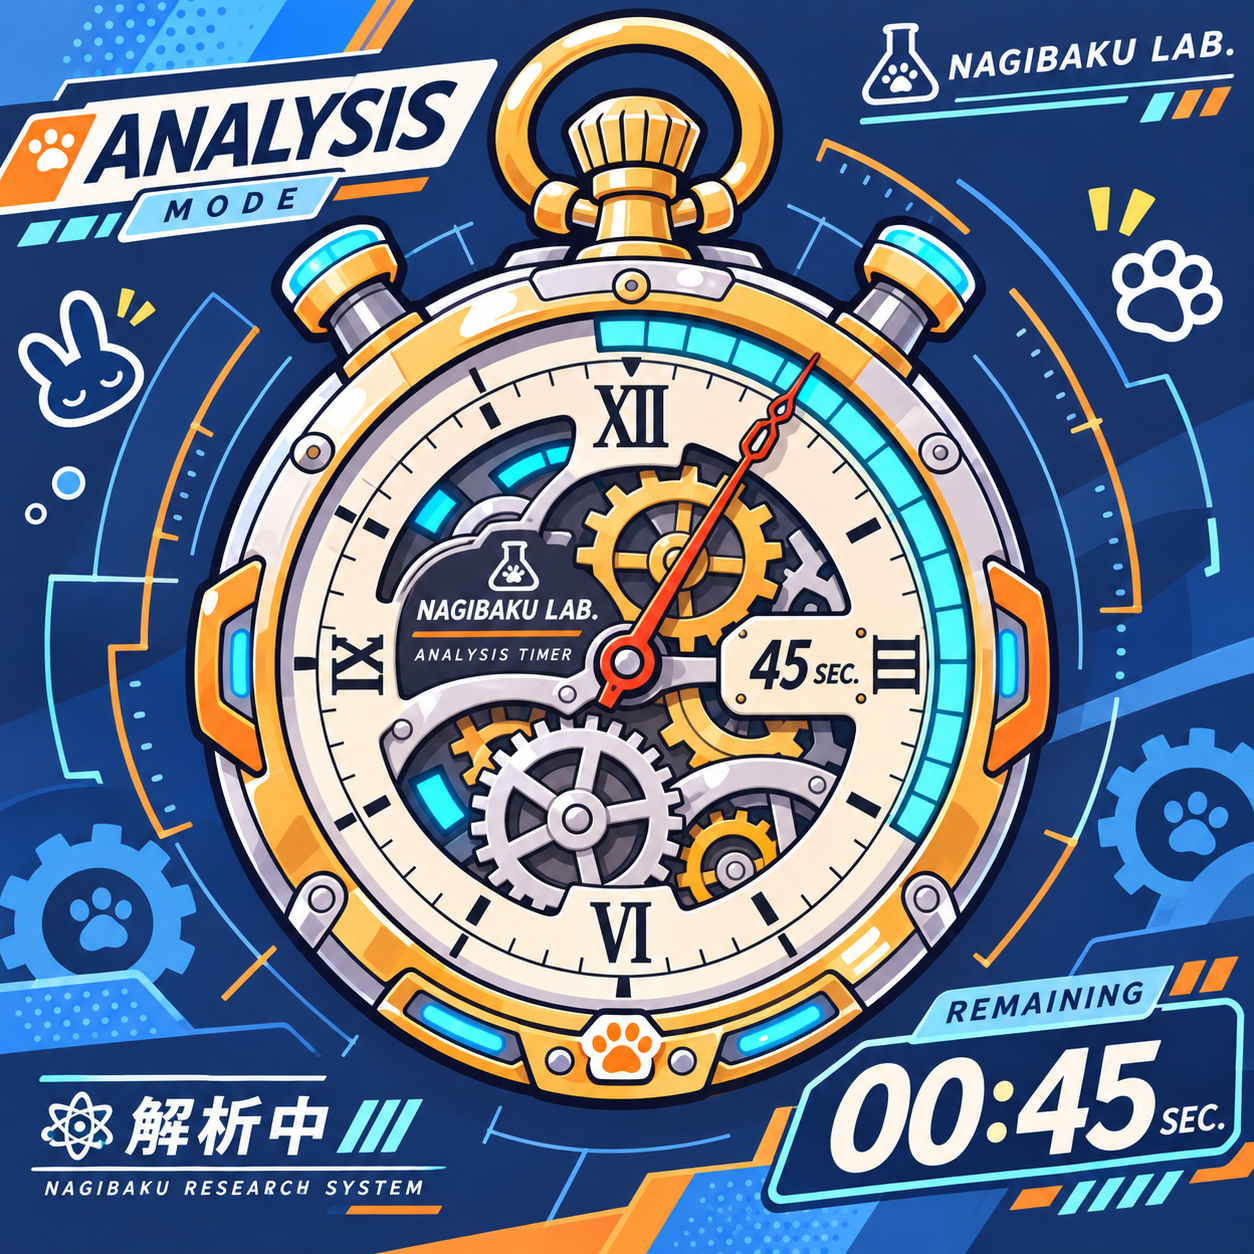 ANALYSIS
MODE
NAGIBAKU LAB.
XII
NAGIBAKU LAB.
ANALYSIS TIMER
IX
45 SEC.
III
VI
REMAINING
00:45 SEC.
解析中
NAGIBAKU RESEARCH SYSTEM